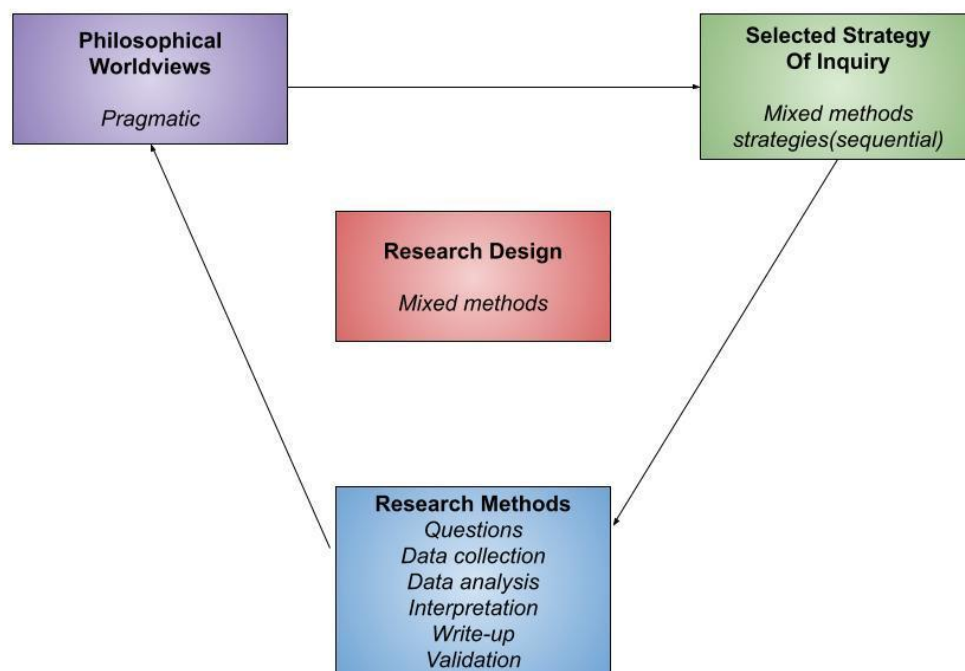 Philosophical
Worldviews
Pragmatic
Selected Strategy
Of Inquiry
Mixed methods
strategies(sequential)
Research Design
Mixed methods
Research Methods
Questions
Data collection
Data analysis
Interpretation
Write-up
Validation